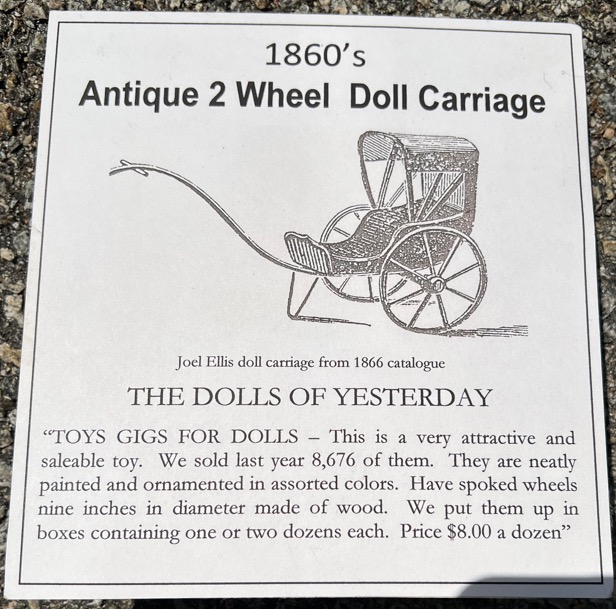 1860's
Antique 2 Wheel Doll Carriage
Joel Ellis doll carriage from 1866 catalogue
THE DOLLS OF YESTERDAY
“TOYS GIGS FOR DOLLS – This is a very attractive and
saleable toy. We sold last year 8,676 of them. They are neatly
painted and ornamented in assorted colors. Have spoked wheels
nine inches in diameter made of wood. We put them up in
boxes containing one or two dozens each. Price $8.00 a dozen”